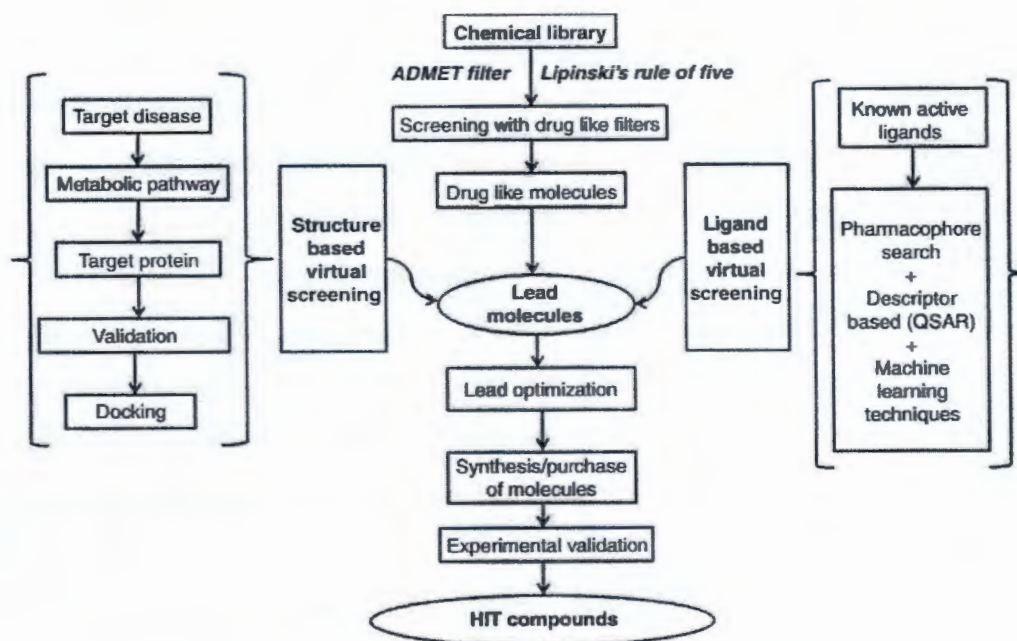 Target disease
Metabolic pathway
Target protein
Validation
Docking
Structure
based
virtual
screening
Chemical library
ADMET filter
Lipinski's rule of five
Screening with drug like filters
Drug like molecules
Lead
molecules
Lead optimization
Synthesis/purchase
of molecules
Experimental validation
HIT compounds
Ligand
based
virtual
screening
Known active
ligands
Pharmacophore
search
+
Descriptor
based (QSAR)
+
Machine
learning
techniques